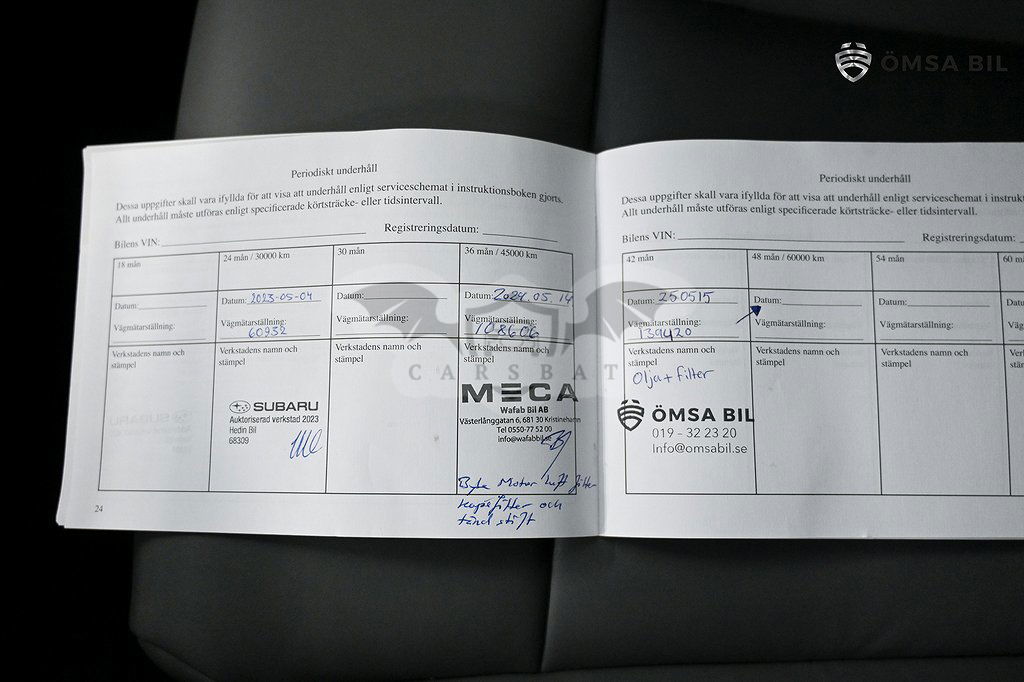 ÖMSA BIL
Periodiskt underhåll
Dessa uppgifter skall vara ifyllda för att visa att underhåll enligt serviceschemat i instruktionsboken gjorts.
Allt underhåll måste utföras enligt specificerade körtsträcke- eller tidsintervall.
Bilens VIN:
Registreringsdatum:
18 mån
24 mån / 30000 km
30 mån
36 mån / 45000 km
Datum:
Datum: 2023-05-04
Datum:
Datum: 2024.05.14
Vägmätarställning:
Vägmätarställning:
60932
Vägmätarställning:
Vägmätarställning:
108606
Verkstadens namn och
stämpel
Verkstadens namn och
stämpel
SUBARU
Auktoriserad verkstad 2023
Hedin Bil
68309
Verkstadens namn och
stämpel
Verkstadens namn och
stämpel
MECA
Wafab Bil AB
Västerlånggatan 6, 681 30 Kristinehamn
Tel 0550-77 52 00
info@wafabbil.se
Byte Motor luft filter
kupefilter och
tänd stift
24
Periodiskt underhåll
Dessa uppgifter skall vara ifyllda för att visa att underhåll enligt serviceschemat i
Allt underhåll måste utföras enligt specificerade körtsträcke- eller tidsintervall.
Bilens VIN:
Registreringsdatum:
42 mån
48 mån / 60000 km
54 mån
60
Datum: 250515
Datum:
Datum:
Vägmätarställning:
139420
Vägmätarställning:
Vägmätarställning:
Verkstadens namn och
stämpel
Olja + filter
ÖMSA BIL
019 - 32 23 20
Info@omsabil.se
Verkstadens namn och
stämpel
Verkstadens namn och
stämpel
CARSBAT